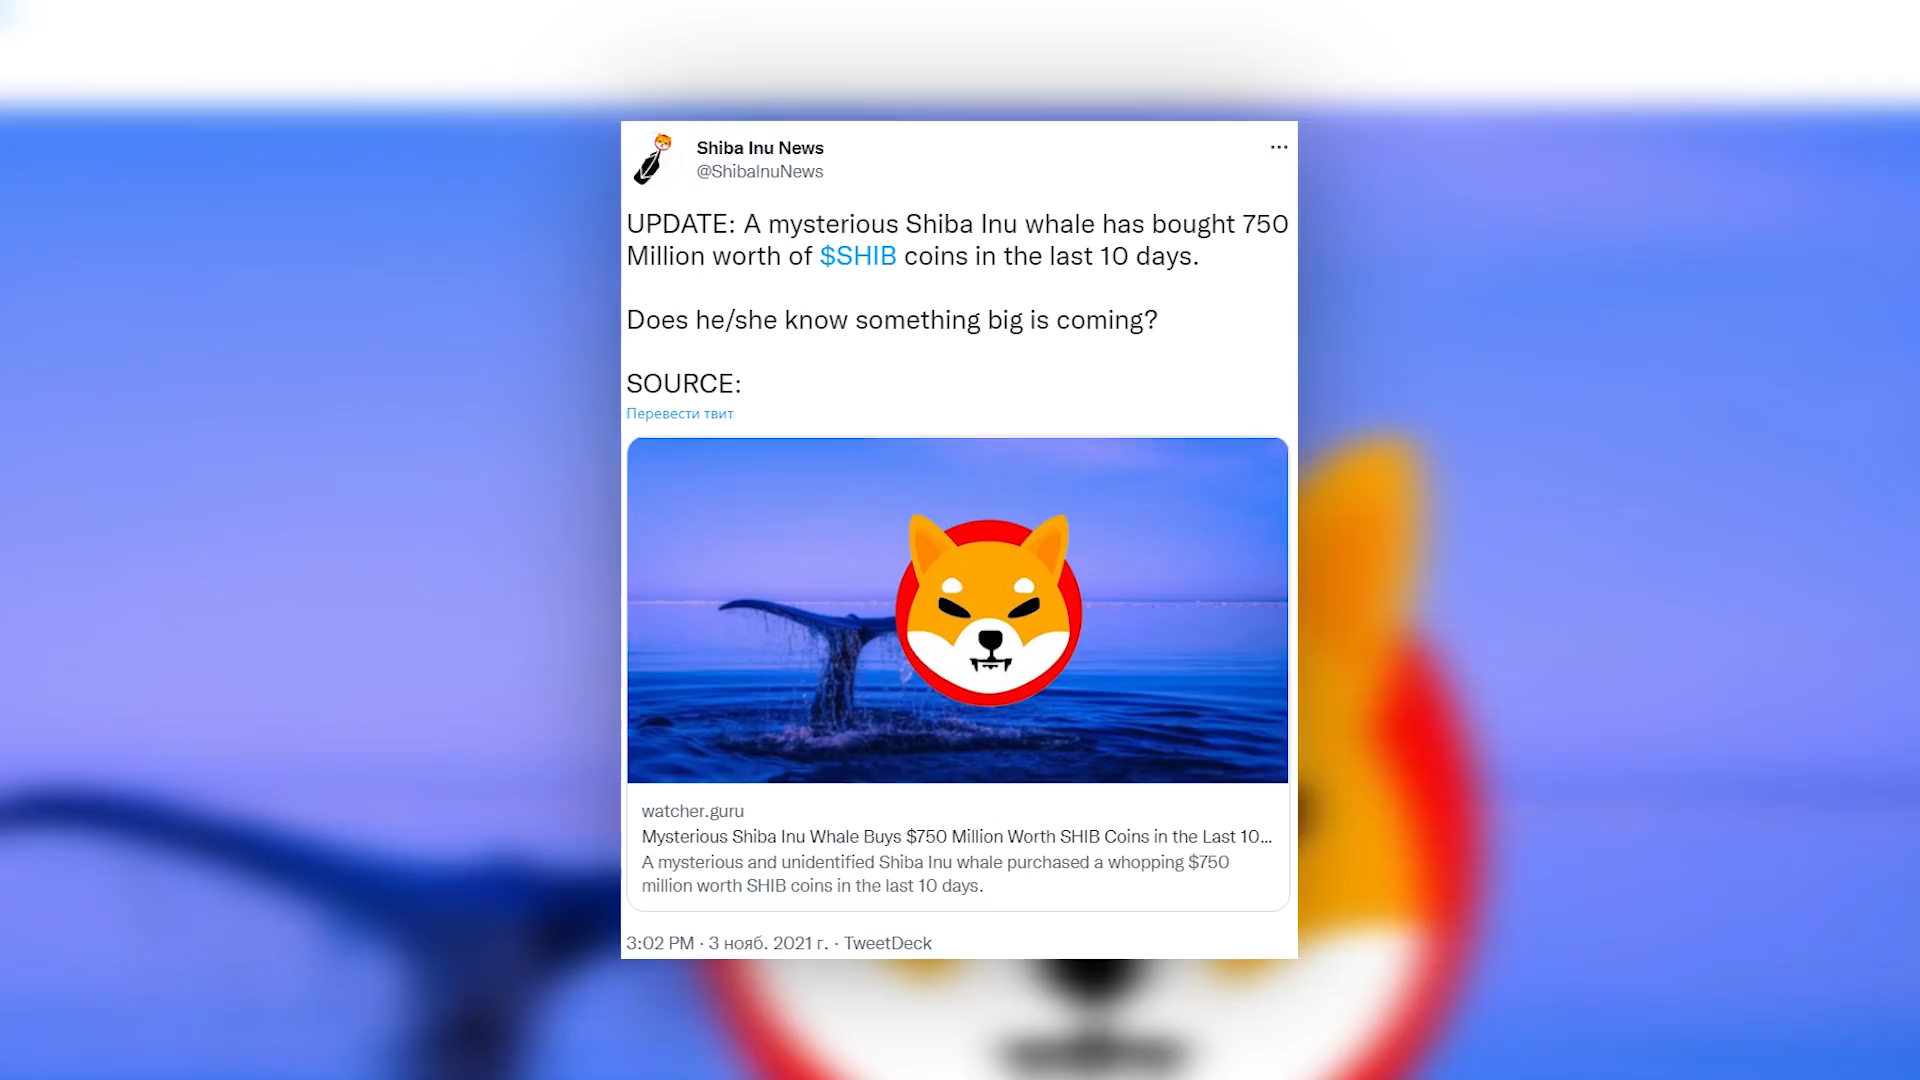 Shiba Inu News
@ShibaInuNews
UPDATE: A mysterious Shiba Inu whale has bought 750
Million worth of $SHIB coins in the last 10 days.
Does he/she know something big is coming?
SOURCE:
Перевести твит
watcher.guru
Mysterious Shiba Inu Whale Buys $750 Million Worth SHIB Coins in the Last 10...
A mysterious and unidentified Shiba Inu whale purchased a whopping $750
million worth SHIB coins in the last 10 days.
3:02 PM · 3 нояб. 2021 г. · TweetDeck